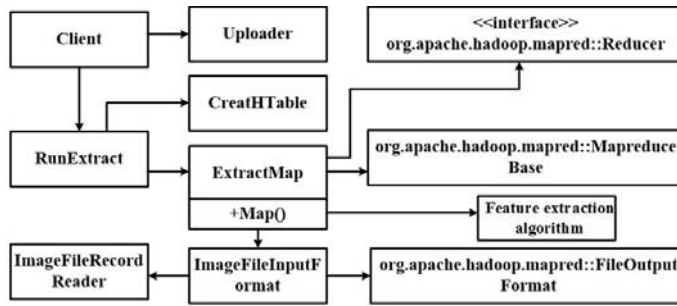 Client
Uploader
<<interface>>
org.apache.hadoop.mapred::Reducer
CreatHTable
RunExtract
ExtractMap
org.apache.hadoop.mapred::Mapreduce
Base
+Map()
Feature extraction
algorithm
ImageFileRecord
Reader
ImageFileInputF
ormat
org.apache.hadoop.mapred::FileOutput
Format